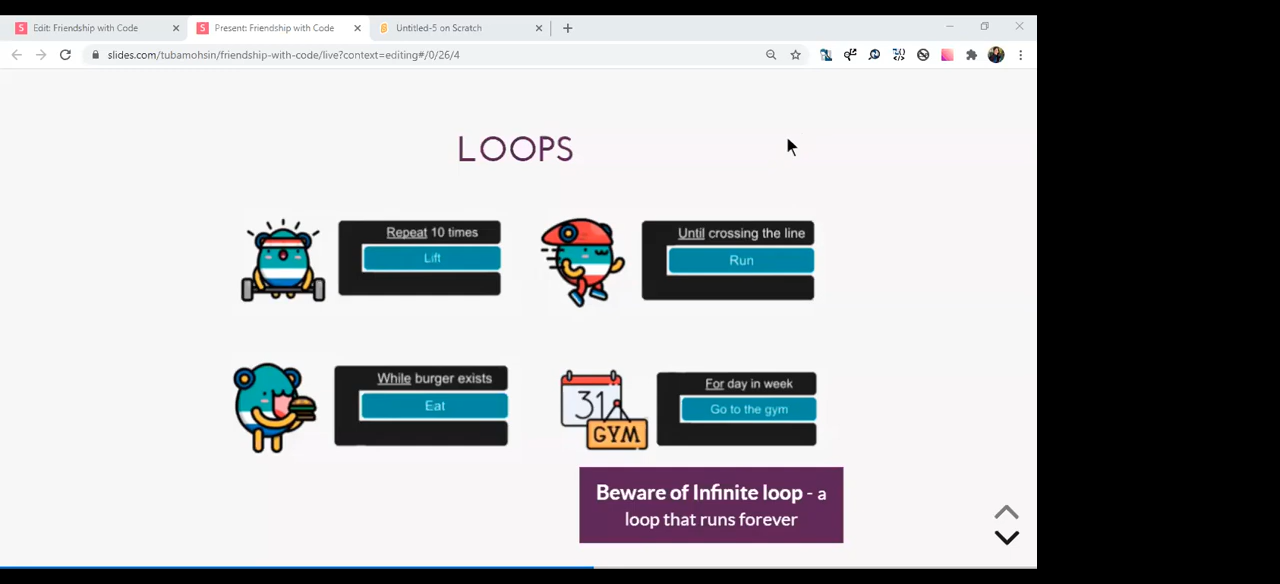 Edit: Friendship with Code
Present: Friendship with Code
Untitled-5 on Scratch
slides.com/tubamohsin/friendship-with-code/live?context=editing#/0/26/4
LOOPS
Repeat 10 times
Lift
Until crossing the line
Run
While burger exists
Eat
31
GYM
For day in week
Go to the gym
Beware of Infinite loop - a
loop that runs forever